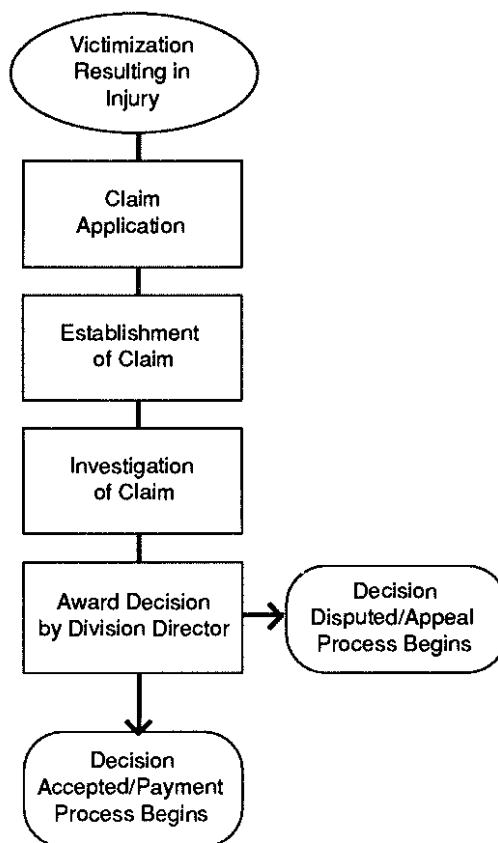 Victimization
Resulting in
Injury
Claim
Application
Establishment
of Claim
Investigation
of Claim
Award Decision
by Division Director
Decision
Disputed/Appeal
Process Begins
Decision
Accepted/Payment
Process Begins